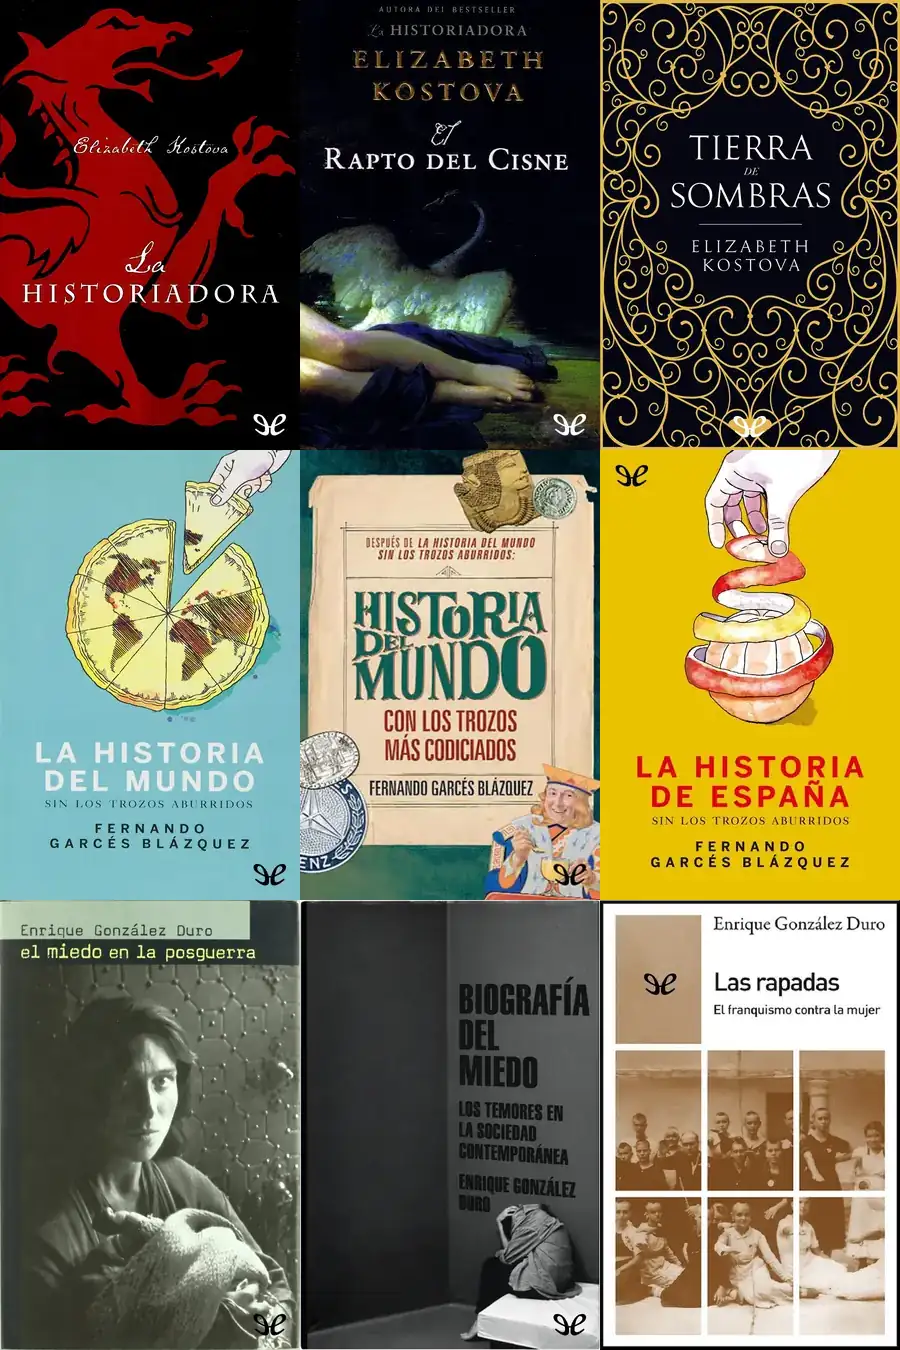 Elizabeth Kostova
La
HISTORIADORA
AUTORA DEL BESTSELLER
La HISTORIADORA
ELIZABETH
KOSTOVA
El
RAPTO DEL CISNE
TIERRA
DE
SOMBRAS
ELIZABETH
KOSTOVA
LA HISTORIA
DEL MUNDO
SIN LOS TROZOS ABURRIDOS
FERNANDO
GARCÉS BLÁZQUEZ
DESPUÉS DE LA HISTORIA DEL MUNDO
SIN LOS TROZOS ABURRIDOS:
HISTORIA
DEL
MUNDO
CON LOS TROZOS
MÁS CODICIADOS
FERNANDO GARCÉS BLÁZQUEZ
ENZ
LA HISTORIA
DE ESPAÑA
SIN LOS TROZOS ABURRIDOS
FERNANDO
GARCÉS BLÁZQUEZ
Enrique González Duro
el miedo en la posguerra
BIOGRAFÍA
DEL
MIEDO
LOS TEMORES EN
LA SOCIEDAD
CONTEMPORÁNEA
ENRIQUE GONZÁLEZ
DURO
Enrique González Duro
Las rapadas
El franquismo contra la mujer